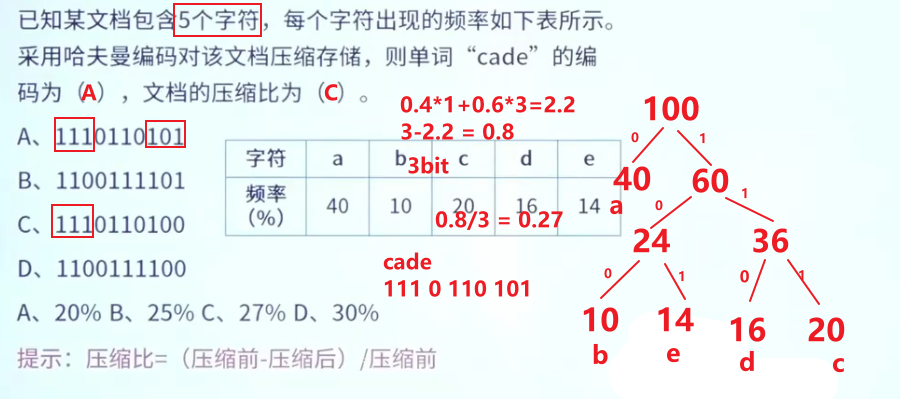 已知某文档包含5个字符，每个字符出现的频率如下表所示。
采用哈夫曼编码对该文档压缩存储，则单词“cade”的编
码为（A），文档的压缩比为（C）。
A、1110110101
B、1100111101
C、1110110100
D、1100111100
A、20% B、25% C、27% D、30%
提示：压缩比=（压缩前-压缩后）/压缩前
0.4*1+0.6*3=2.2
3-2.2 = 0.8
3bit
字符 a b c d e
频率
（%） 40 10 20 16 14
0.8/3 = 0.27
cade
111 0 110 101
100
0 1
40 60
a 0 1
24 36
0 1 0 1
10 14 16 20
b e d c